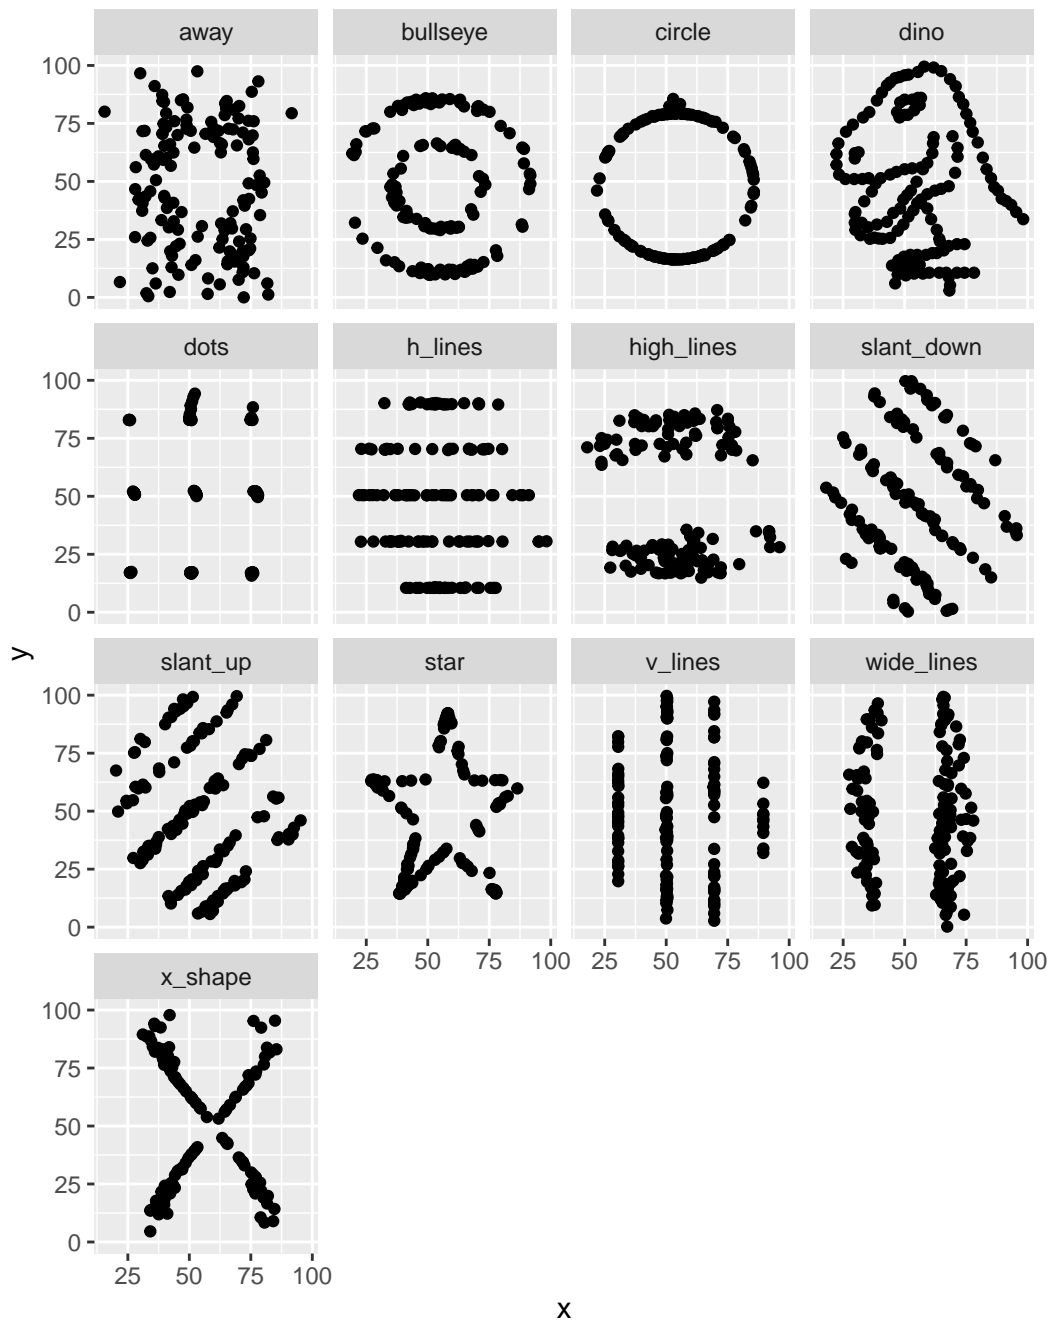 away bullseye circle dino
100
75
50
25
0
dots h_lines high_lines slant_down
100
75
50
25
0
y
slant_up star v_lines wide_lines
100
75
50
25
0
25 50 75 100 25 50 75 100 25 50 75 100
x_shape
100
75
50
25
0
25 50 75 100
x